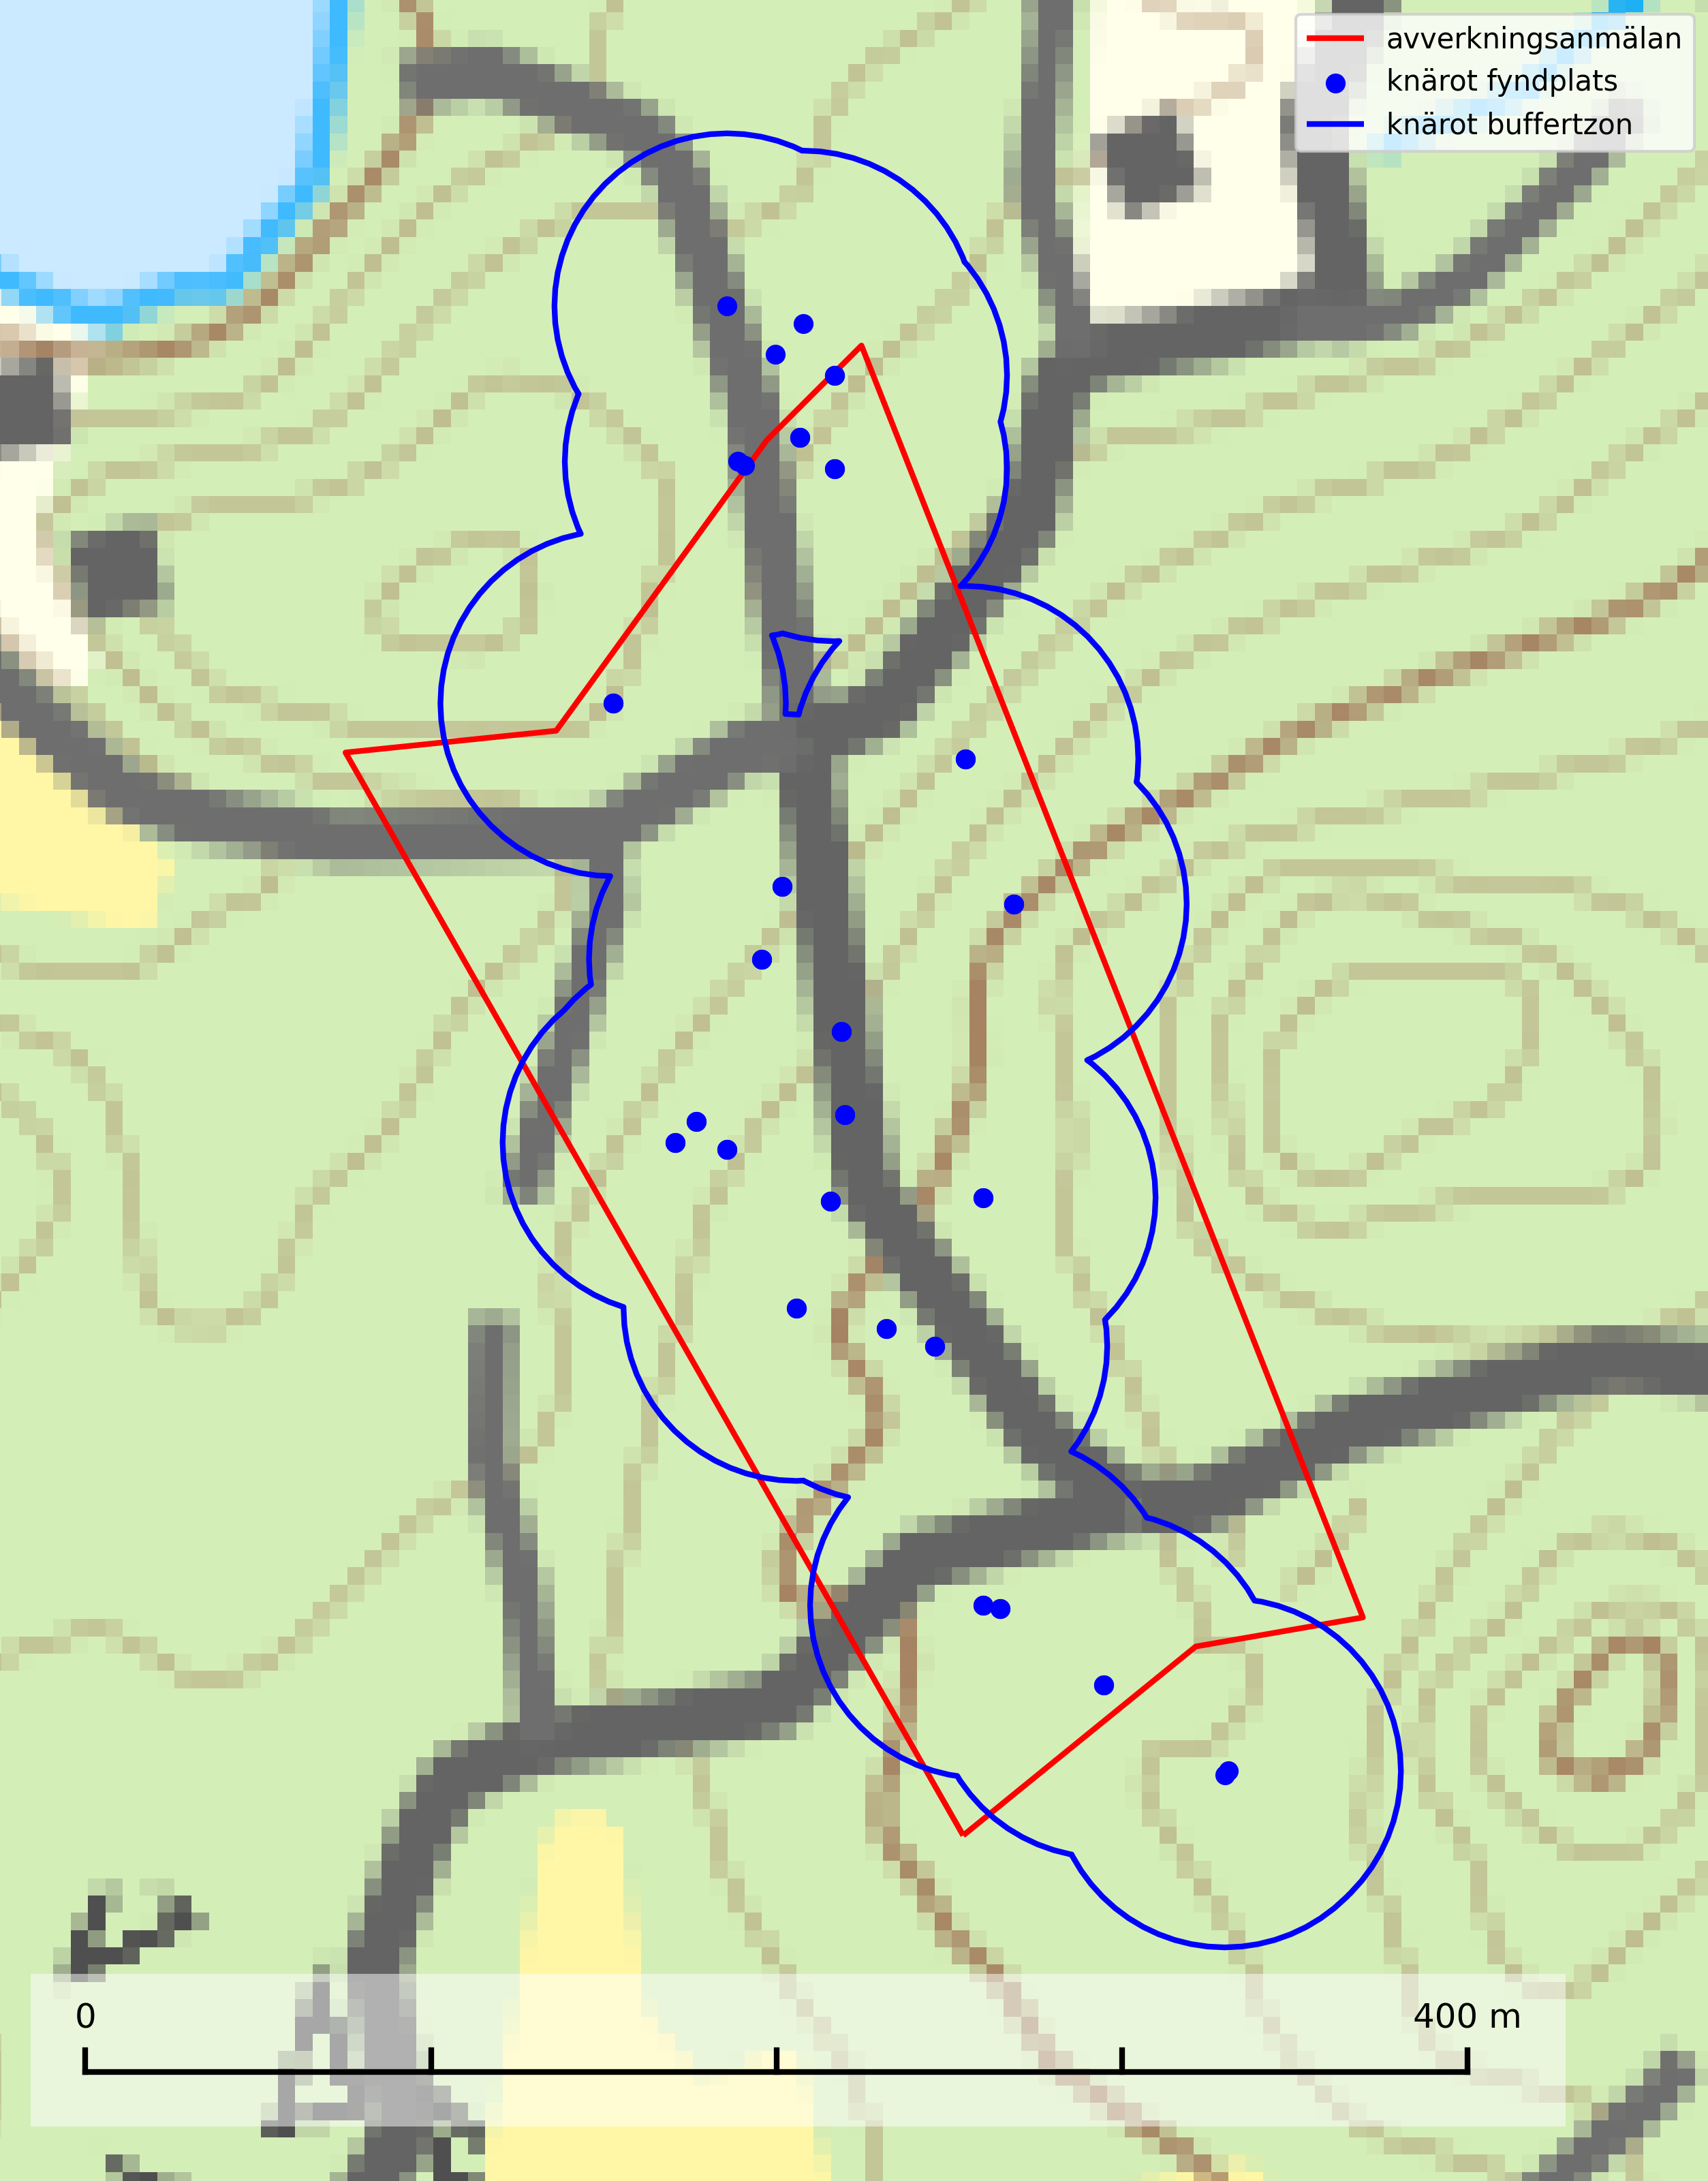 avverkningsanmälan
knärot fyndplats
knärot buffertzon
0 400 m